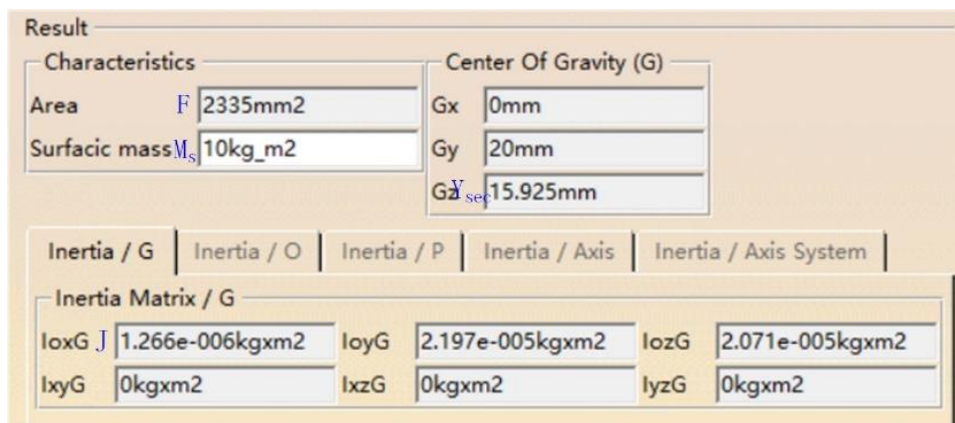 Result
Characteristics
Center Of Gravity (G)
Area F 2335mm2
Gx 0mm
Surfacic mass Ms 10kg_m2
Gy 20mm
Gz Ysec 15.925mm
Inertia / G Inertia / O Inertia / P Inertia / Axis Inertia / Axis System
Inertia Matrix / G
IoxG J 1.266e-006kgxm2 IoyG 2.197e-005kgxm2 IozG 2.071e-005kgxm2
IxyG 0kgxm2 IxzG 0kgxm2 IyzG 0kgxm2